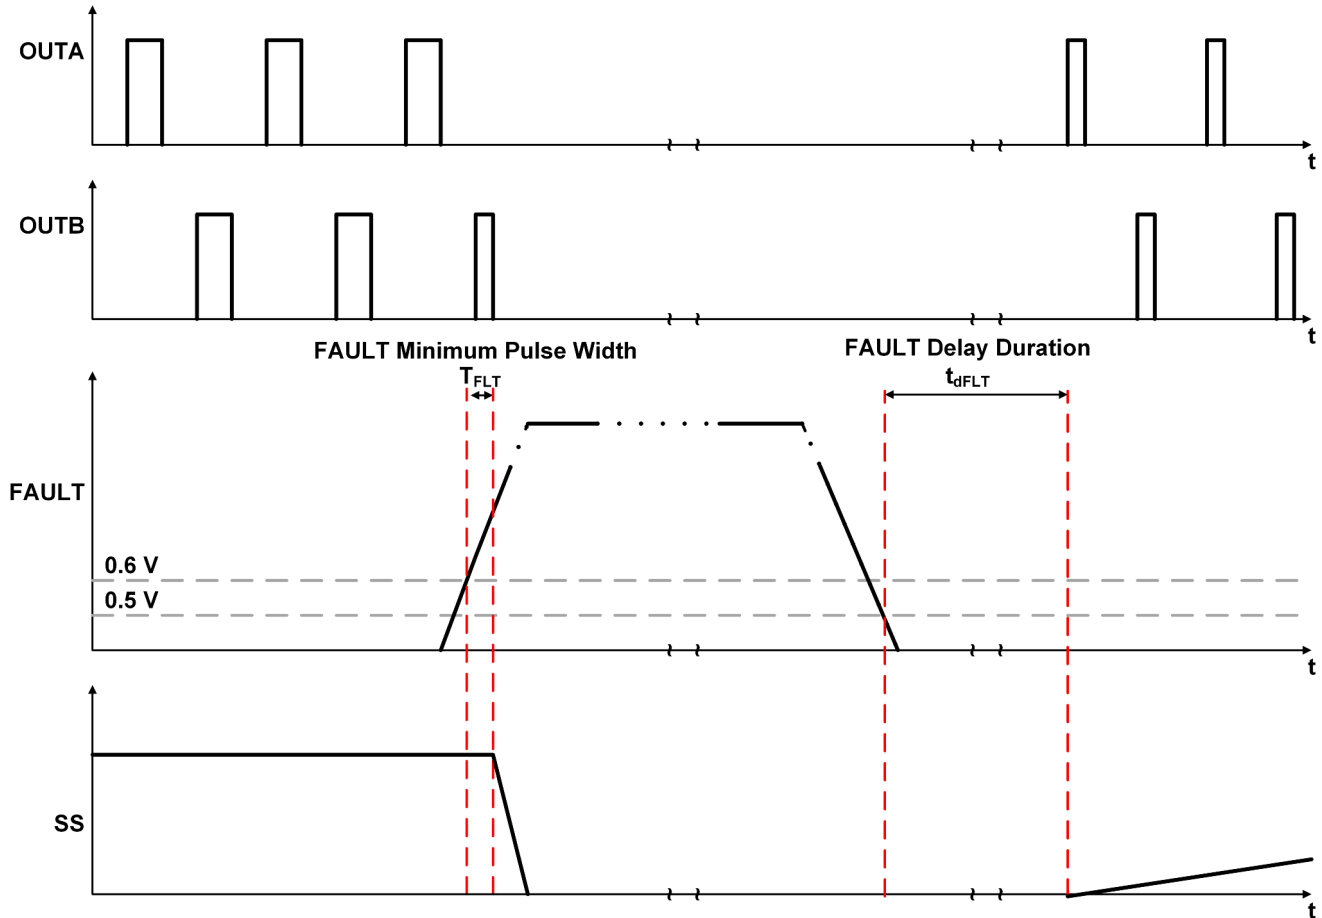 OUTA
t
OUTB
t
FAULT Minimum Pulse Width
FAULT Delay Duration
TFLT
tdFLT
FAULT
0.6 V
0.5 V
t
SS
t